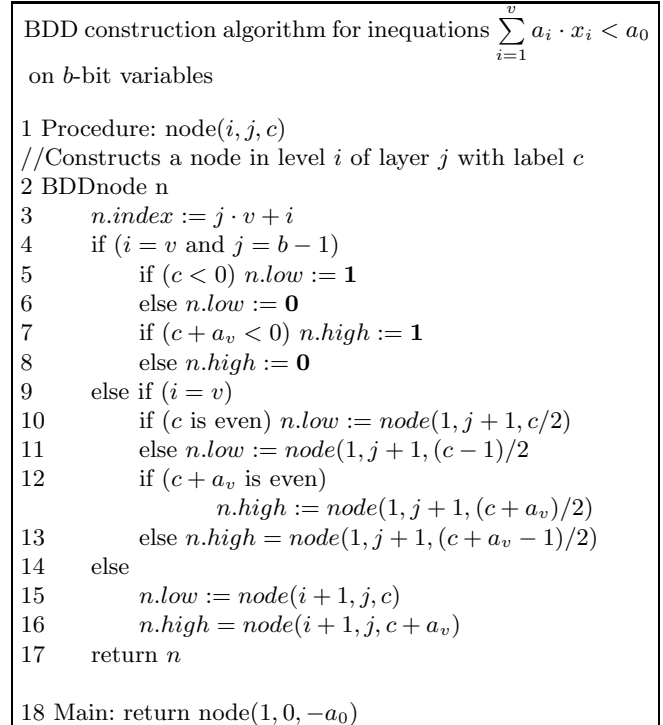 BDD construction algorithm for inequations $\sum_{i=1}^{v} a_i \cdot x_i < a_0$
on b-bit variables
1 Procedure: node(i, j, c)
//Constructs a node in level i of layer j with label c
2 BDDnode n
3 n.index := j · v + i
4 if (i = v and j = b − 1)
5 if (c < 0) n.low := 1
6 else n.low := 0
7 if (c + a_v < 0) n.high := 1
8 else n.high := 0
9 else if (i = v)
10 if (c is even) n.low := node(1, j + 1, c/2)
11 else n.low := node(1, j + 1, (c − 1)/2
12 if (c + a_v is even)
n.high := node(1, j + 1, (c + a_v)/2)
13 else n.high = node(1, j + 1, (c + a_v − 1)/2)
14 else
15 n.low := node(i + 1, j, c)
16 n.high = node(i + 1, j, c + a_v)
17 return n
18 Main: return node(1, 0, −a_0)